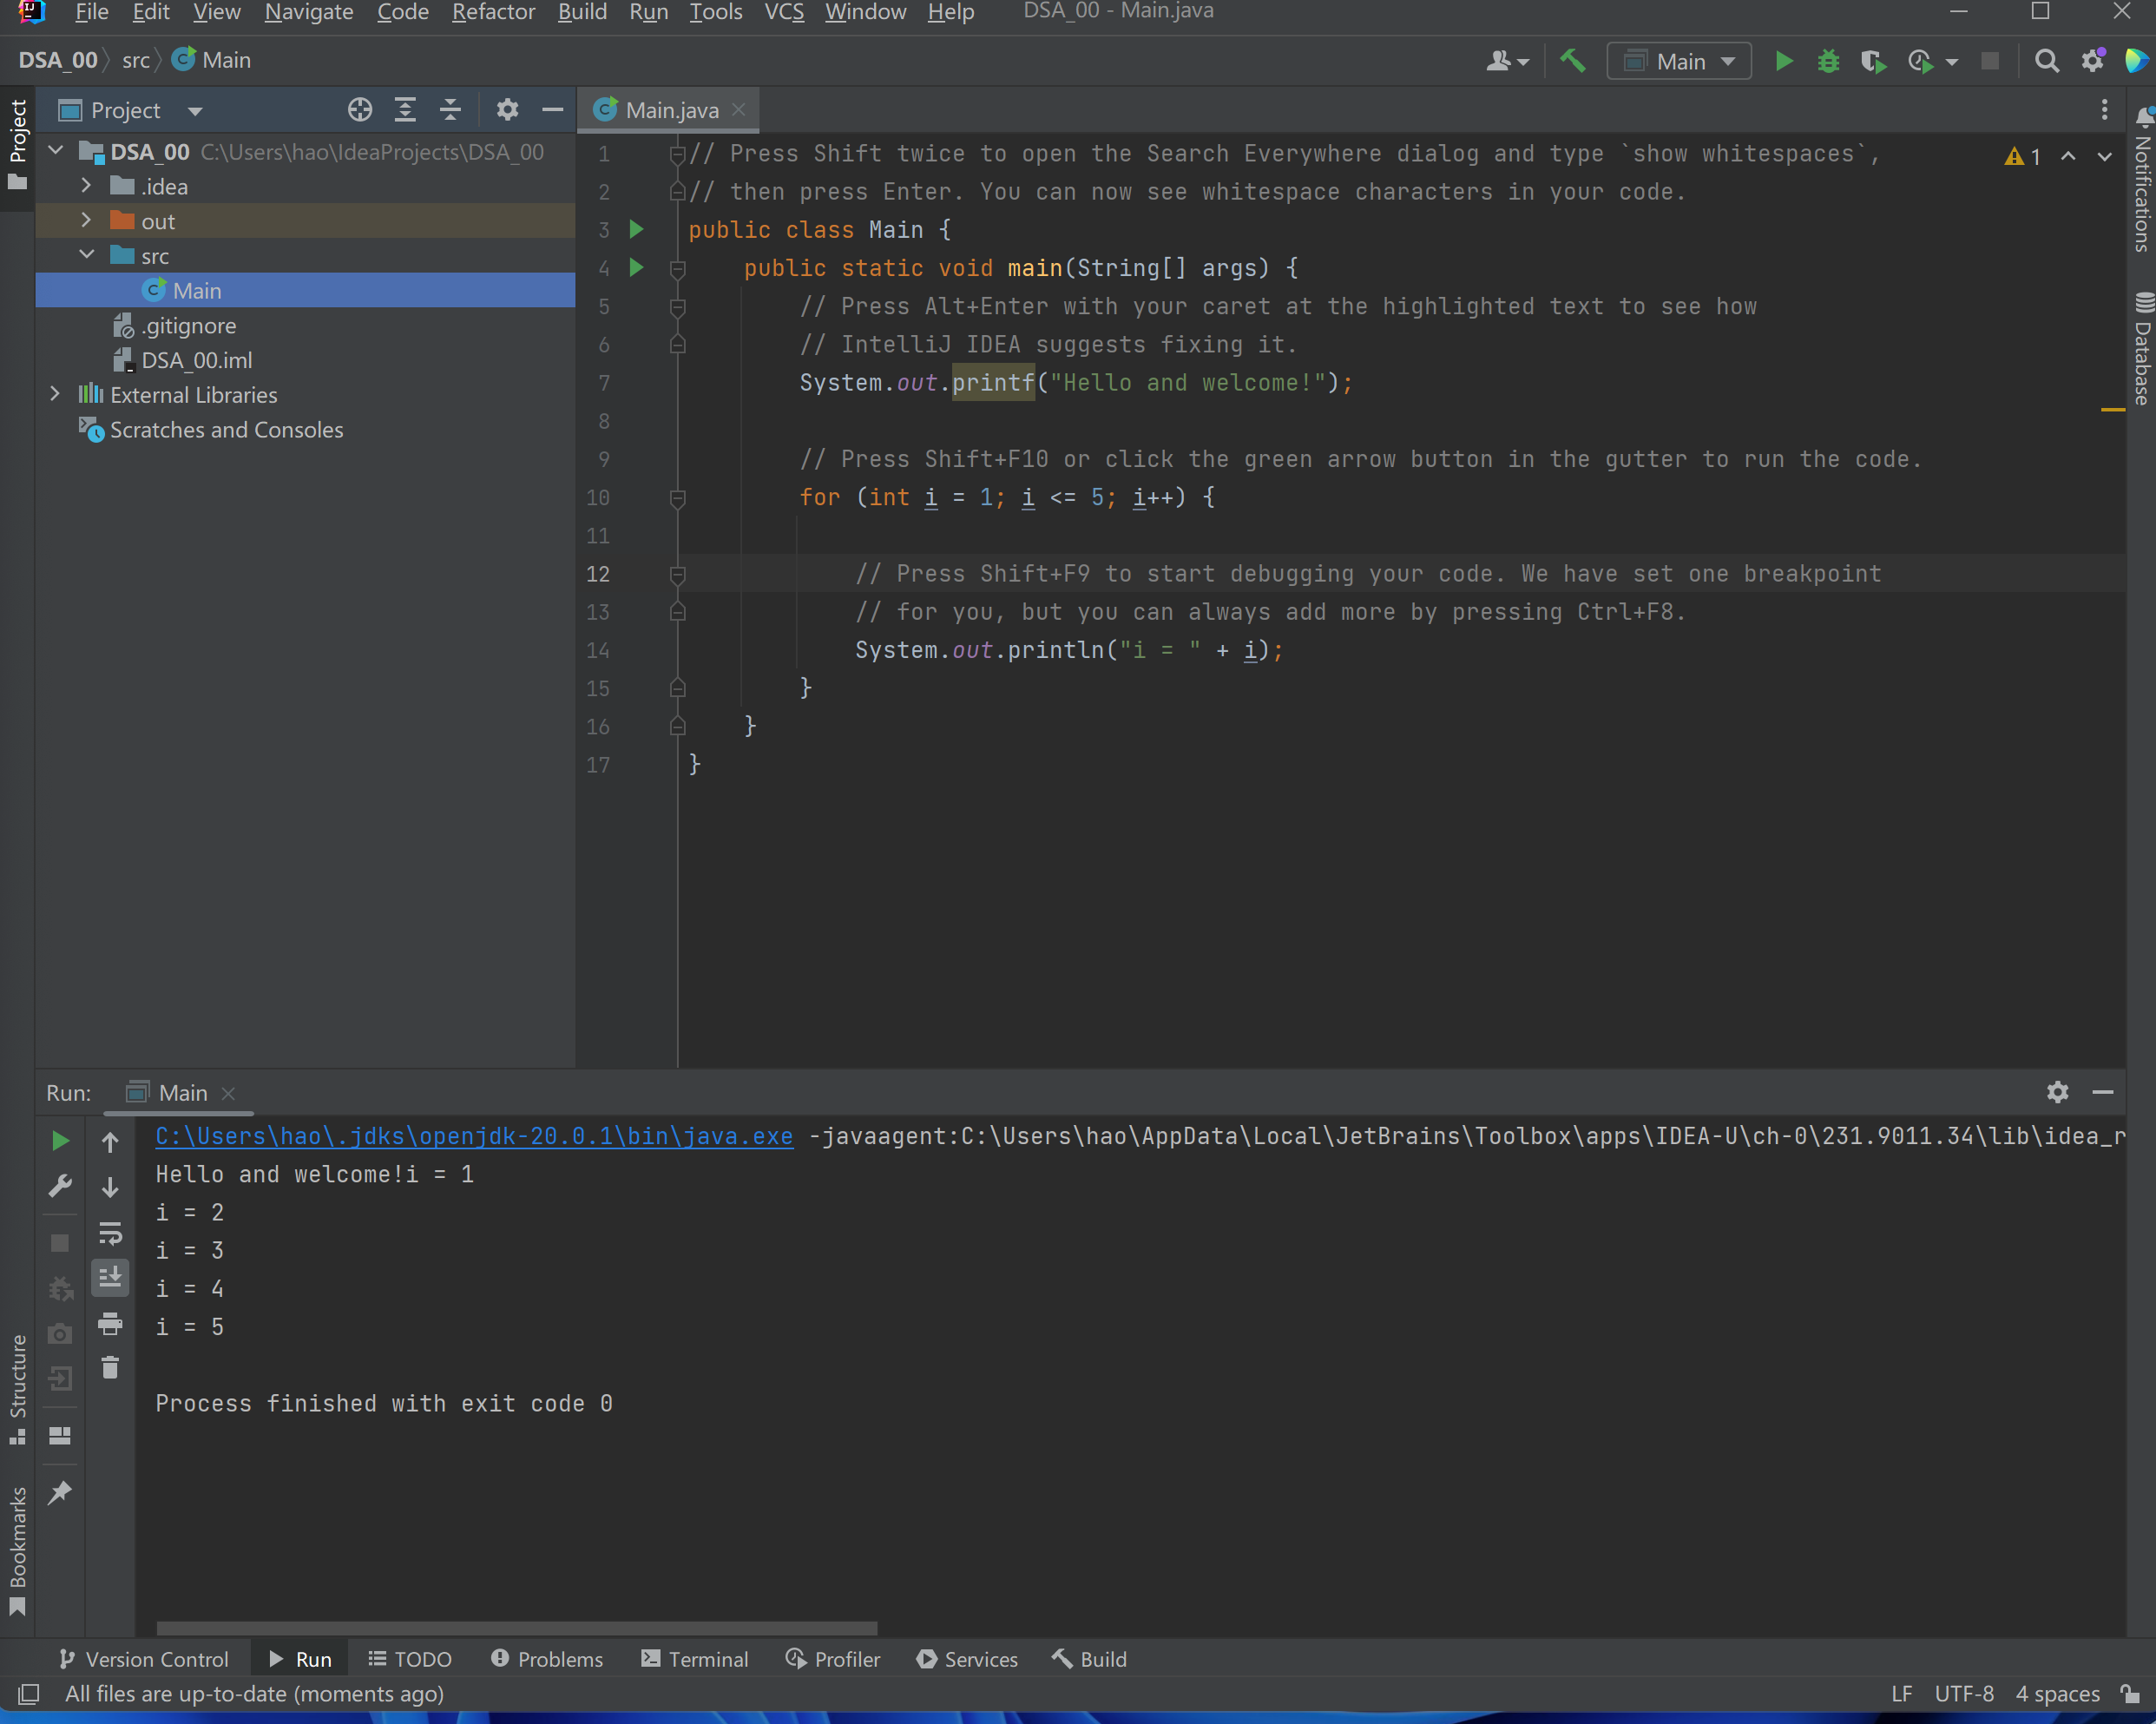 File Edit View Navigate Code Refactor Build Run Tools VCS Window Help DSA_00 - Main.java
DSA_00 src Main
Main
Project
Main.java
Project
DSA_00 C:\Users\hao\IdeaProjects\DSA_00
.idea
out
src
Main
.gitignore
DSA_00.iml
External Libraries
Scratches and Consoles
1 // Press Shift twice to open the Search Everywhere dialog and type `show whitespaces`,
2 // then press Enter. You can now see whitespace characters in your code.
3 public class Main {
4 public static void main(String[] args) {
5 // Press Alt+Enter with your caret at the highlighted text to see how
6 // IntelliJ IDEA suggests fixing it.
7 System.out.printf("Hello and welcome!");
8
9 // Press Shift+F10 or click the green arrow button in the gutter to run the code.
10 for (int i = 1; i <= 5; i++) {
11
12 // Press Shift+F9 to start debugging your code. We have set one breakpoint
13 // for you, but you can always add more by pressing Ctrl+F8.
14 System.out.println("i = " + i);
15 }
16 }
17 }
1
Notifications
Database
Run: Main
C:\Users\hao\.jdks\openjdk-20.0.1\bin\java.exe -javaagent:C:\Users\hao\AppData\Local\JetBrains\Toolbox\apps\IDEA-U\ch-0\231.9011.34\lib\idea_r
Hello and welcome!i = 1
i = 2
i = 3
i = 4
i = 5
Process finished with exit code 0
Structure
Bookmarks
Version Control Run TODO Problems Terminal Profiler Services Build
All files are up-to-date (moments ago) LF UTF-8 4 spaces